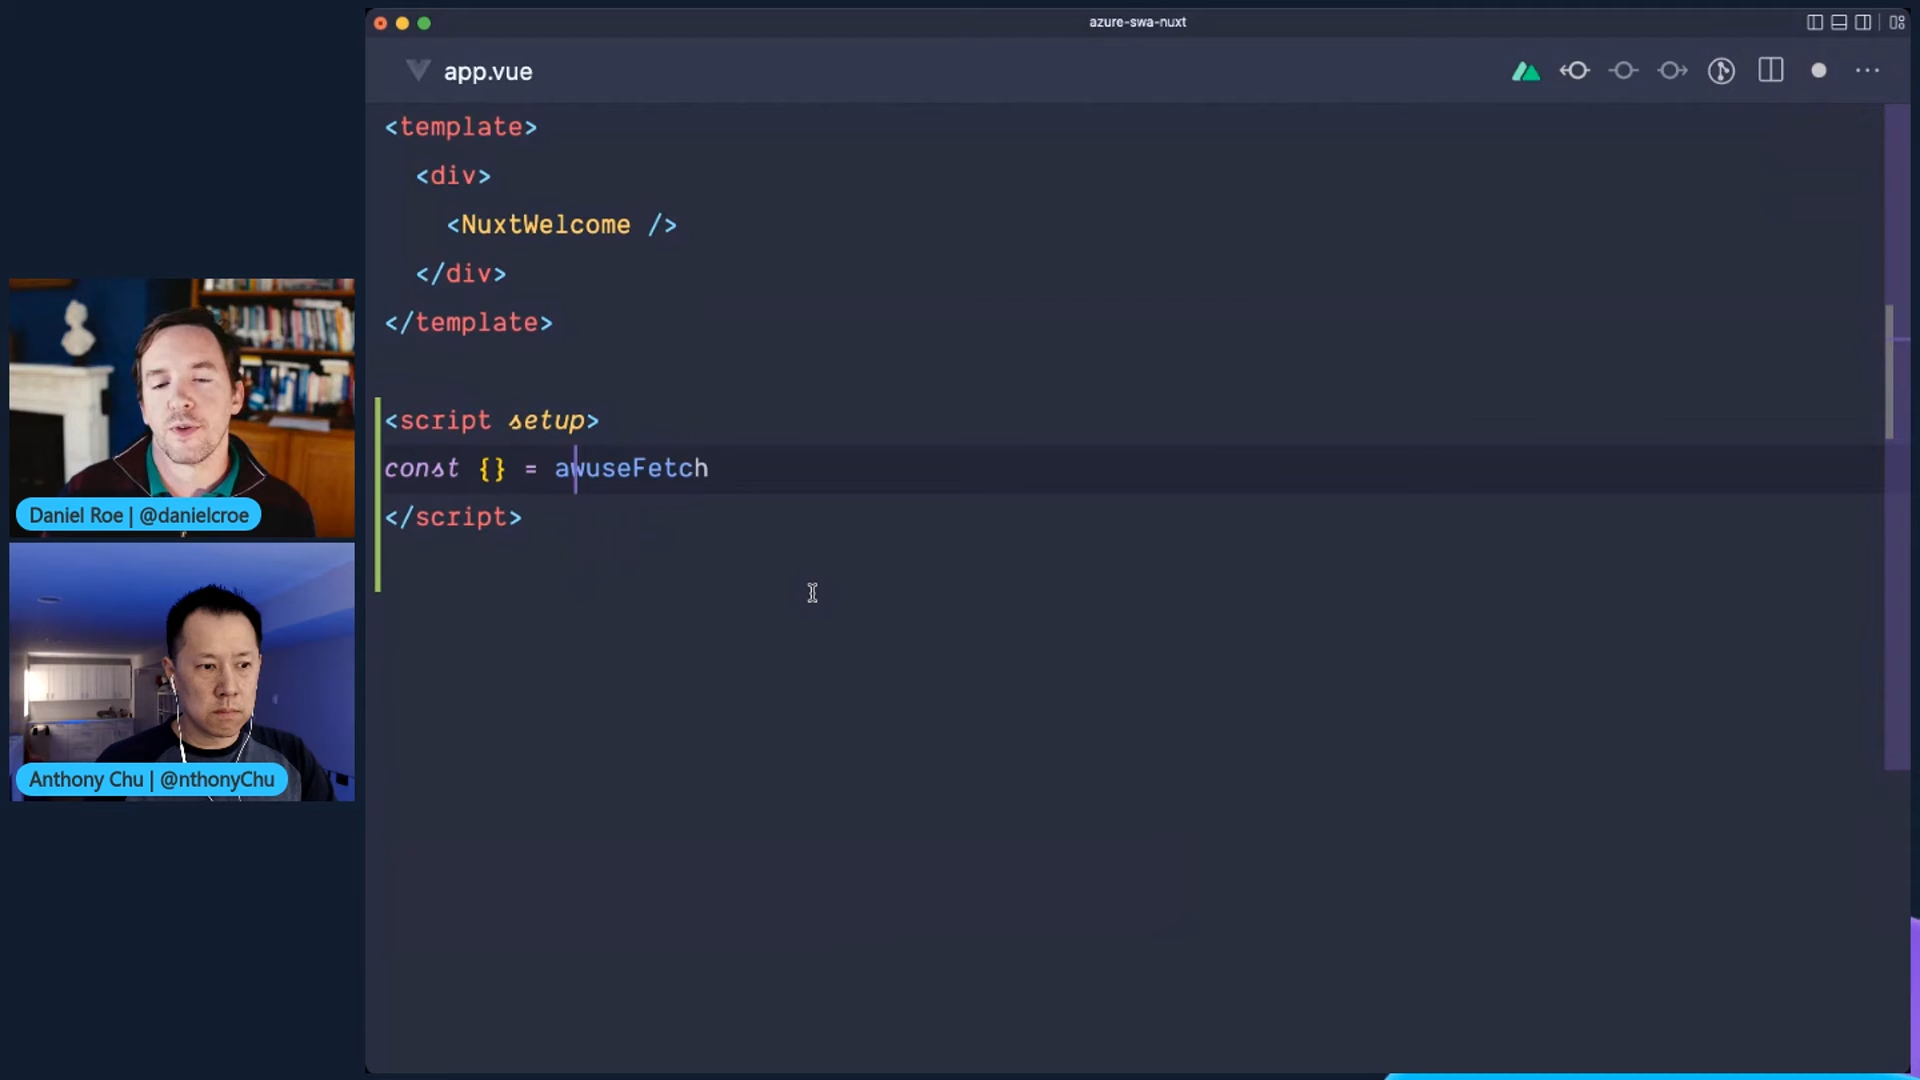 azure-swa-nuxt
app.vue
<template>
<div>
<NuxtWelcome />
</div>
</template>
<script setup>
const {} = awuseFetch
</script>
Daniel Roe | @danielcroe
Anthony Chu | @nthonyChu